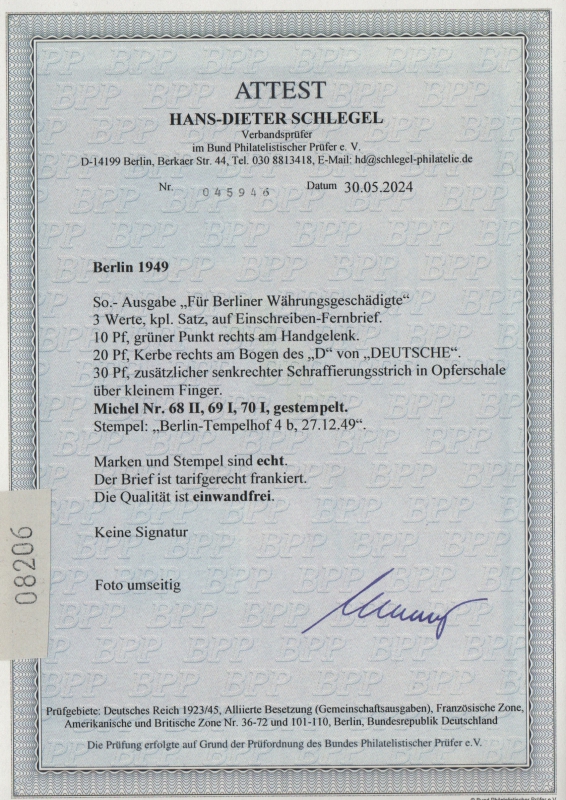 ATTEST
HANS-DIETER SCHLEGEL
Verbandsprüfer
im Bund Philatelistischer Prüfer e. V.
D-14199 Berlin, Berkaer Str. 44, Tel. 030 8813418, E-Mail: hd@schlegel-philatelie.de
Nr. 045946 Datum 30.05.2024
Berlin 1949
So.- Ausgabe „Für Berliner Währungsgeschädigte“
3 Werte, kpl. Satz, auf Einschreiben-Fernbrief.
10 Pf, grüner Punkt rechts am Handgelenk.
20 Pf, Kerbe rechts am Bogen des „D“ von „DEUTSCHE“.
30 Pf, zusätzlicher senkrechter Schraffierungsstrich in Opferschale
über kleinem Finger.
Michel Nr. 68 II, 69 I, 70 I, gestempelt.
Stempel: „Berlin-Tempelhof 4 b, 27.12.49“.
Marken und Stempel sind echt.
Der Brief ist tarifgerecht frankiert.
Die Qualität ist einwandfrei.
Keine Signatur
08206
Foto umseitig
Prüfgebiete: Deutsches Reich 1923/45, Alliierte Besetzung (Gemeinschaftsausgaben), Französische Zone,
Amerikanische und Britische Zone Nr. 36-72 und 101-110, Berlin, Bundesrepublik Deutschland
Die Prüfung erfolgte auf Grund der Prüfordnung des Bundes Philatelistischer Prüfer e.V.
© Bund Philatelistischer Prüfer e.V.